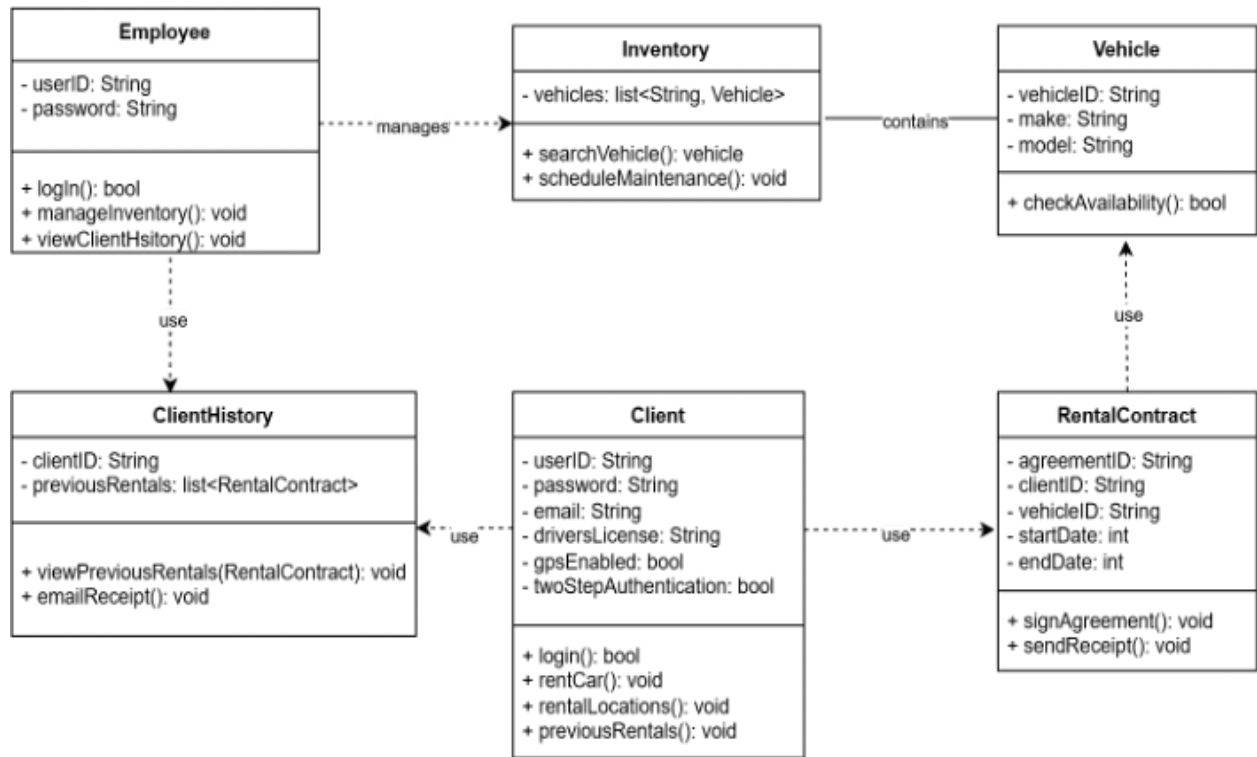 Employee
- userID: String
- password: String
+ logIn(): bool
+ manageInventory(): void
+ viewClientHsitory(): void
manages
Inventory
- vehicles: list<String, Vehicle>
+ searchVehicle(): vehicle
+ scheduleMaintenance(): void
contains
Vehicle
- vehicleID: String
- make: String
- model: String
+ checkAvailability(): bool
use
use
ClientHistory
- clientID: String
- previousRentals: list<RentalContract>
+ viewPreviousRentals(RentalContract): void
+ emailReceipt(): void
use
Client
- userID: String
- password: String
- email: String
- driversLicense: String
- gpsEnabled: bool
- twoStepAuthentication: bool
+ login(): bool
+ rentCar(): void
+ rentalLocations(): void
+ previousRentals(): void
use
RentalContract
- agreementID: String
- clientID: String
- vehicleID: String
- startDate: int
- endDate: int
+ signAgreement(): void
+ sendReceipt(): void